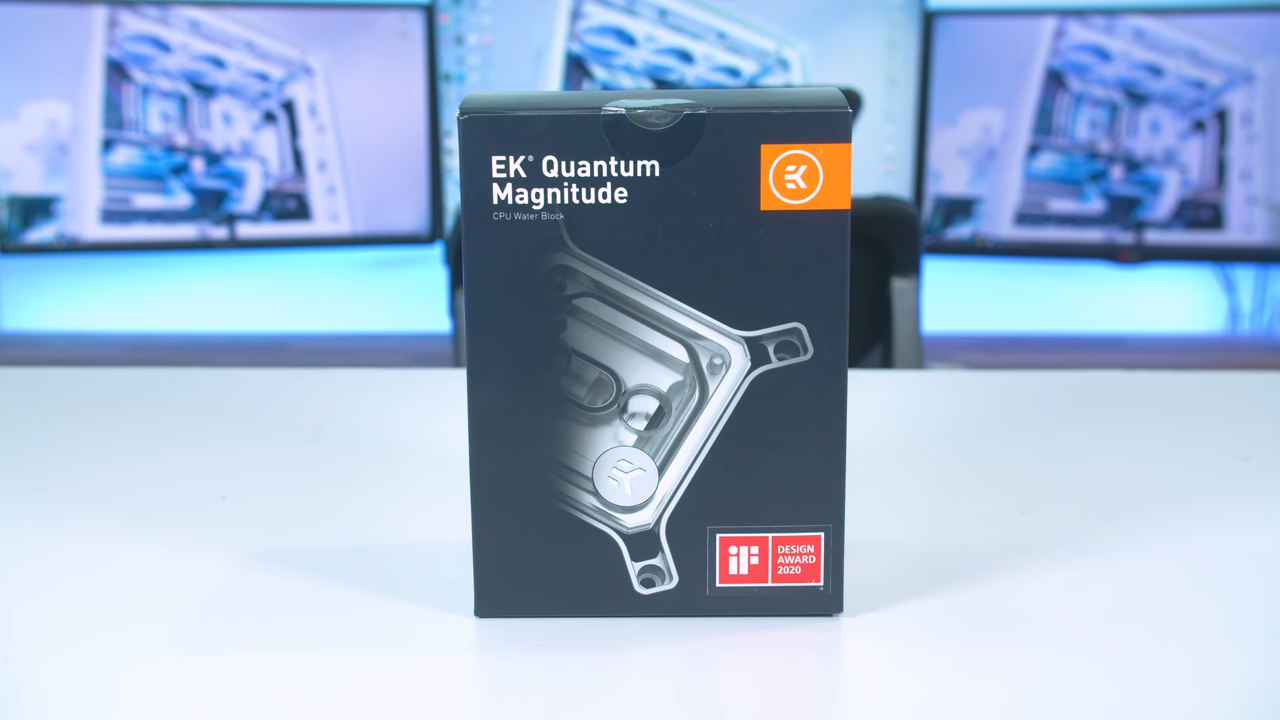 EK® Quantum
Magnitude
CPU Water Block
EK
iF
DESIGN
AWARD
2020